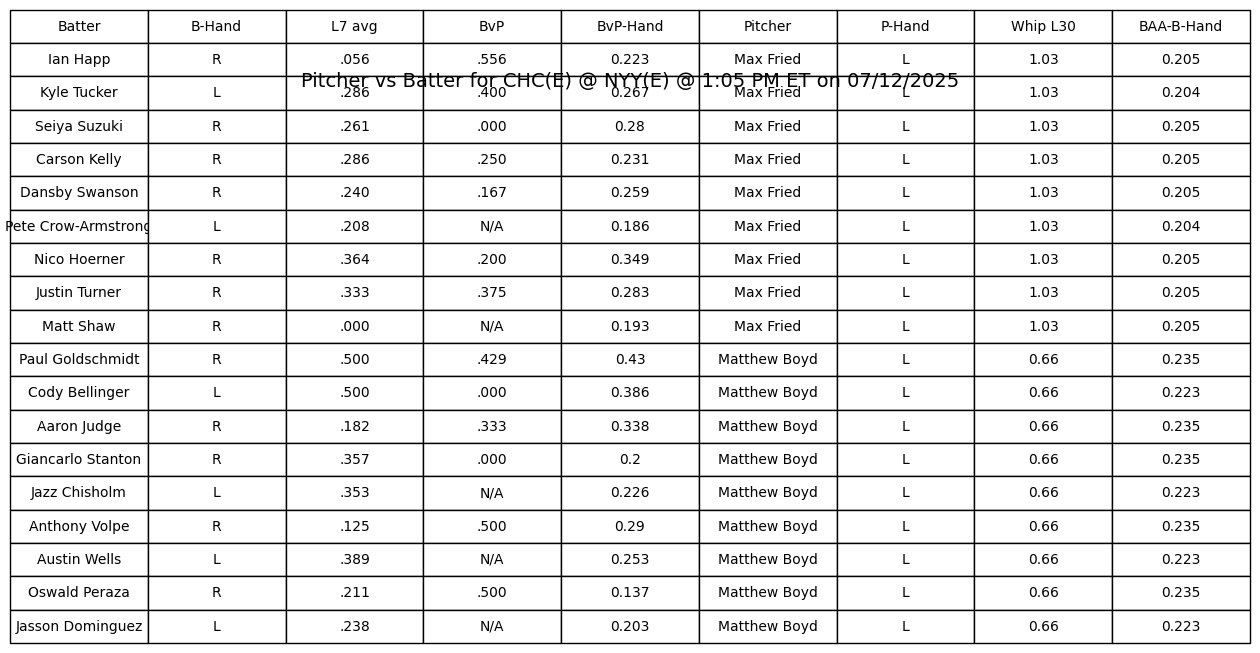 Batter B-Hand L7 avg BvP BvP-Hand Pitcher P-Hand Whip L30 BAA-B-Hand
Ian Happ R .056 .556 0.223 Max Fried L 1.03 0.205
Pitcher vs Batter for CHC(E) @ NYY(E) @ 1:05 PM ET on 07/12/2025
Kyle Tucker L .286 .400 0.267 Max Fried L 1.03 0.204
Seiya Suzuki R .261 .000 0.28 Max Fried L 1.03 0.205
Carson Kelly R .286 .250 0.231 Max Fried L 1.03 0.205
Dansby Swanson R .240 .167 0.259 Max Fried L 1.03 0.205
Pete Crow-Armstrong L .208 N/A 0.186 Max Fried L 1.03 0.204
Nico Hoerner R .364 .200 0.349 Max Fried L 1.03 0.205
Justin Turner R .333 .375 0.283 Max Fried L 1.03 0.205
Matt Shaw R .000 N/A 0.193 Max Fried L 1.03 0.205
Paul Goldschmidt R .500 .429 0.43 Matthew Boyd L 0.66 0.235
Cody Bellinger L .500 .000 0.386 Matthew Boyd L 0.66 0.223
Aaron Judge R .182 .333 0.338 Matthew Boyd L 0.66 0.235
Giancarlo Stanton R .357 .000 0.2 Matthew Boyd L 0.66 0.235
Jazz Chisholm L .353 N/A 0.226 Matthew Boyd L 0.66 0.223
Anthony Volpe R .125 .500 0.29 Matthew Boyd L 0.66 0.235
Austin Wells L .389 N/A 0.253 Matthew Boyd L 0.66 0.223
Oswald Peraza R .211 .500 0.137 Matthew Boyd L 0.66 0.235
Jasson Dominguez L .238 N/A 0.203 Matthew Boyd L 0.66 0.223